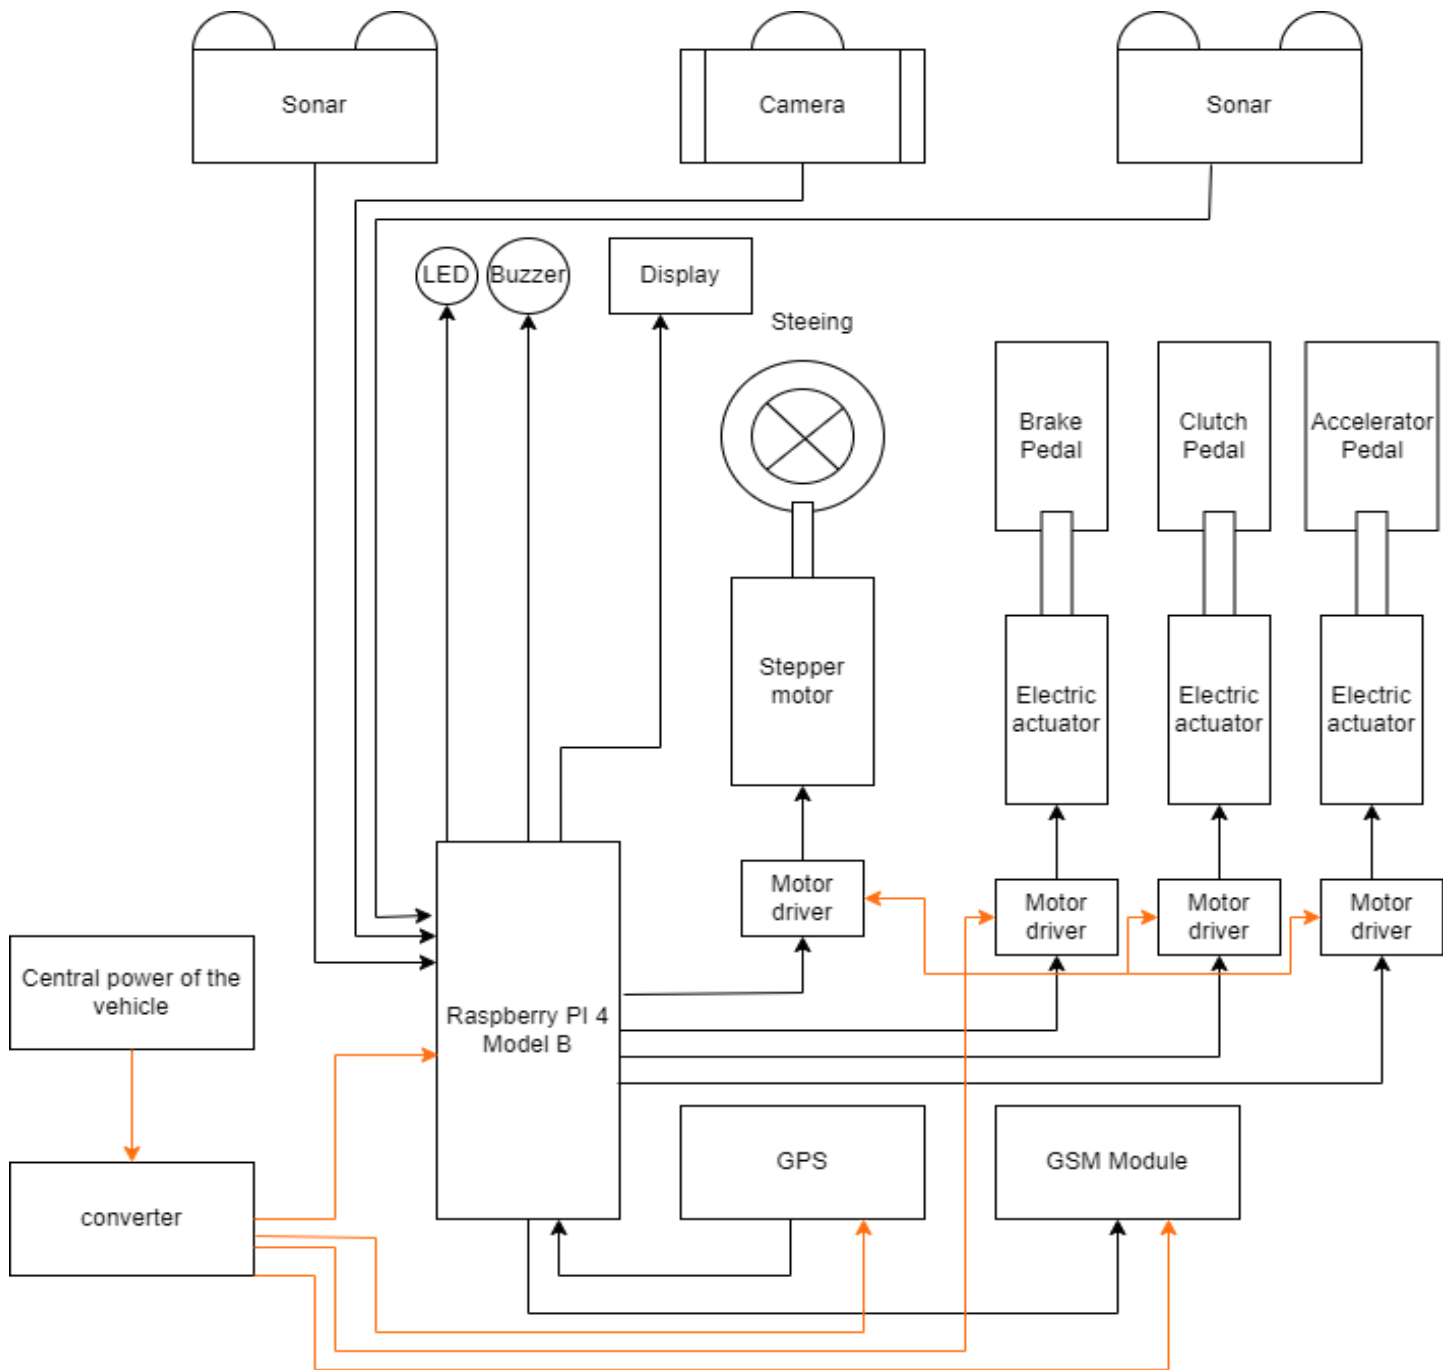 Sonar
Camera
Sonar
LED
Buzzer
Display
Steeing
Brake
Pedal
Clutch
Pedal
Accelerator
Pedal
Stepper
motor
Electric
actuator
Electric
actuator
Electric
actuator
Motor
driver
Motor
driver
Motor
driver
Motor
driver
Central power of the
vehicle
Raspberry PI 4
Model B
GPS
GSM Module
converter